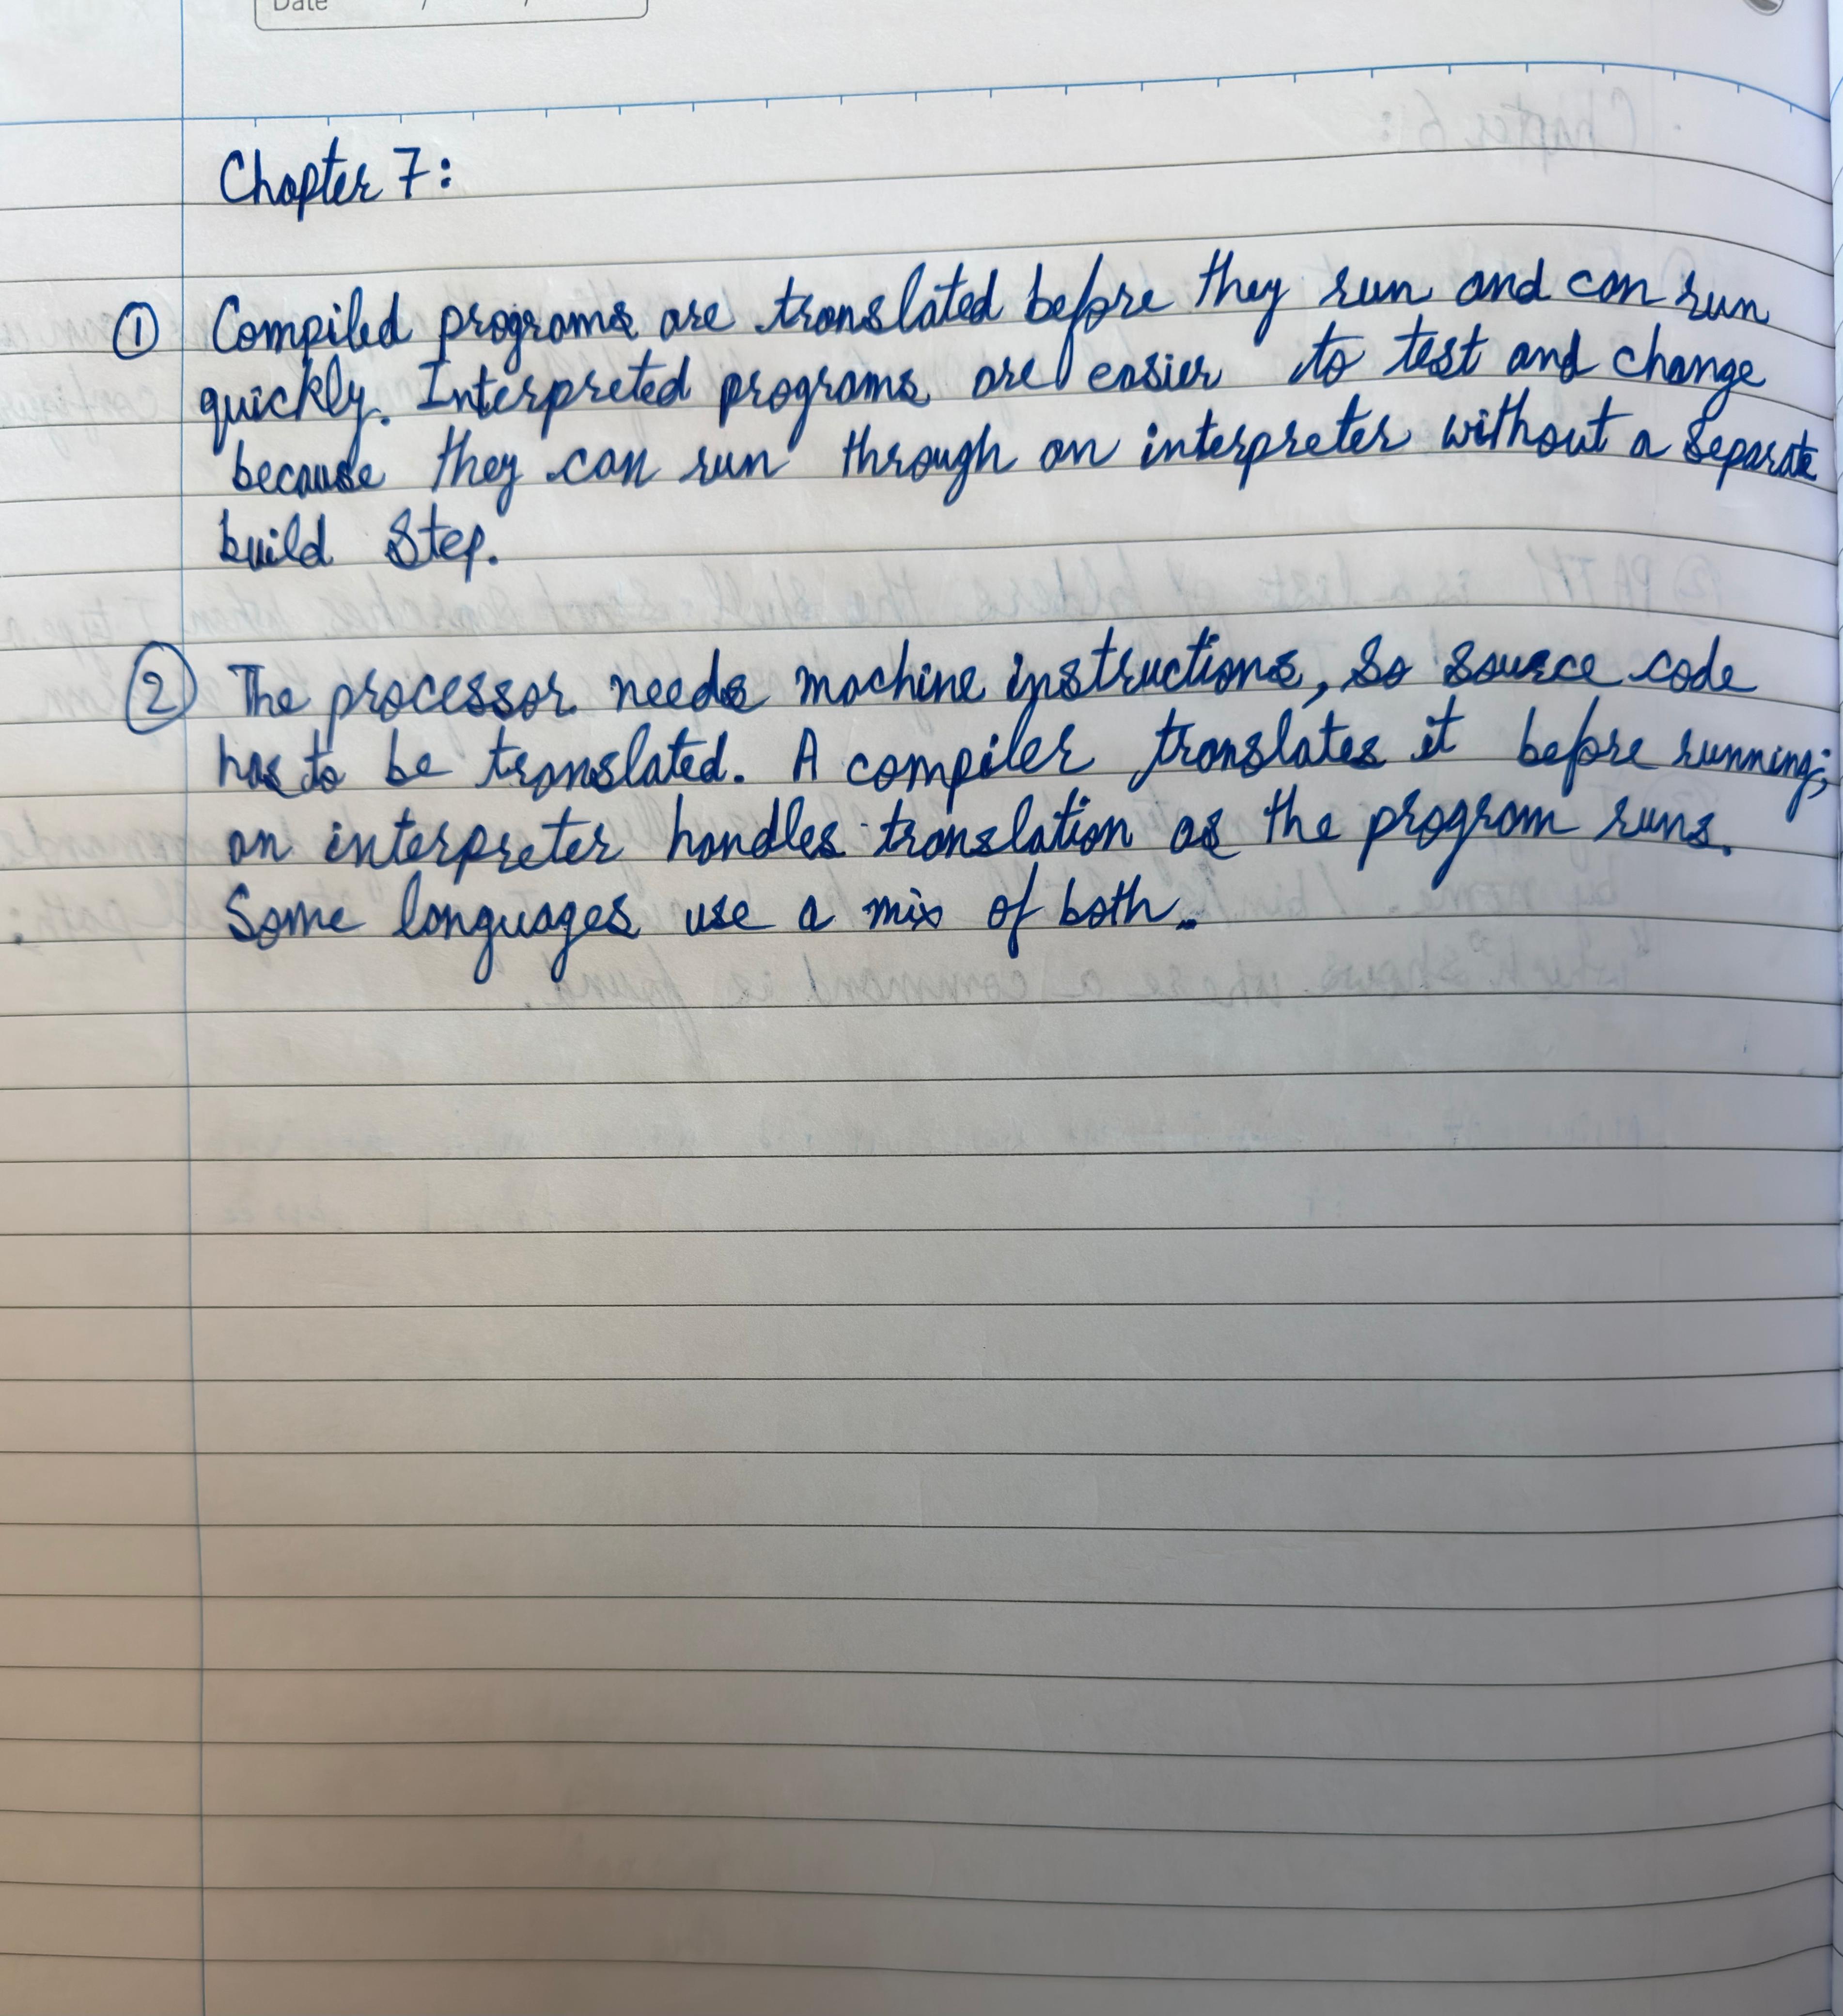 Date / /
Chapter 7:
① Compiled programs are translated before they run and can run
quickly. Interpreted programs are easier to test and change
because they can run through an interpreter without a separate
build step.
② The processor needs machine instructions, so source code
has to be translated. A compiler translates it before running;
an interpreter handles translation as the program runs.
Some languages use a mix of both.